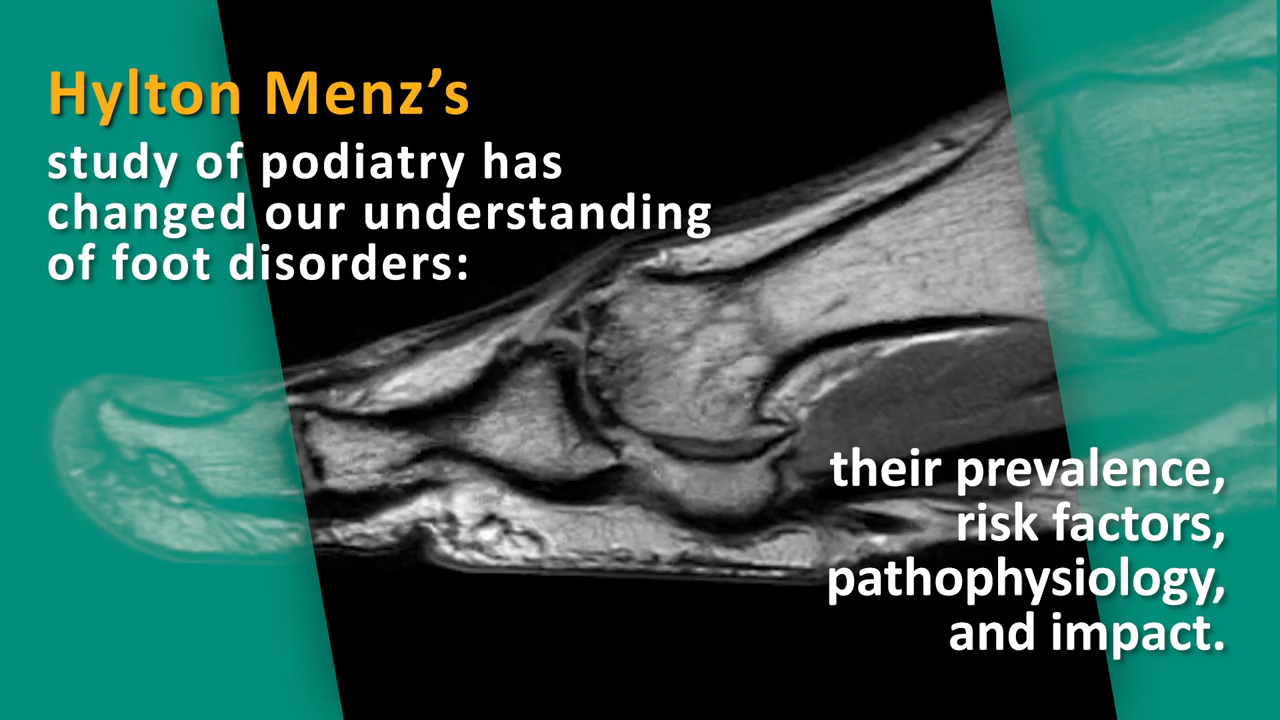 Hylton Menz’s
study of podiatry has
changed our understanding
of foot disorders:
their prevalence,
risk factors,
pathophysiology,
and impact.